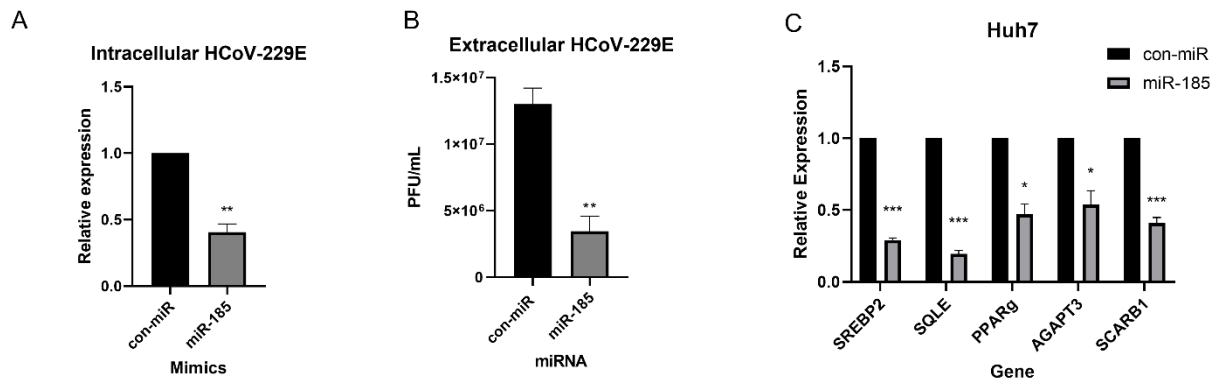 A
Intracellular HCoV-229E
Relative expression
1.5
1.0
0.5
0.0
**
con-miR
miR-185
Mimics
B
Extracellular HCoV-229E
PFU/mL
1.5×10⁷
1×10⁷
5×10⁶
0
**
con-miR
miR-185
miRNA
C
Huh7
con-miR
miR-185
Relative Expression
1.5
1.0
0.5
0.0
***
***
*
*
***
SREBP2
SQLE
PPARg
AGAPT3
SCARB1
Gene